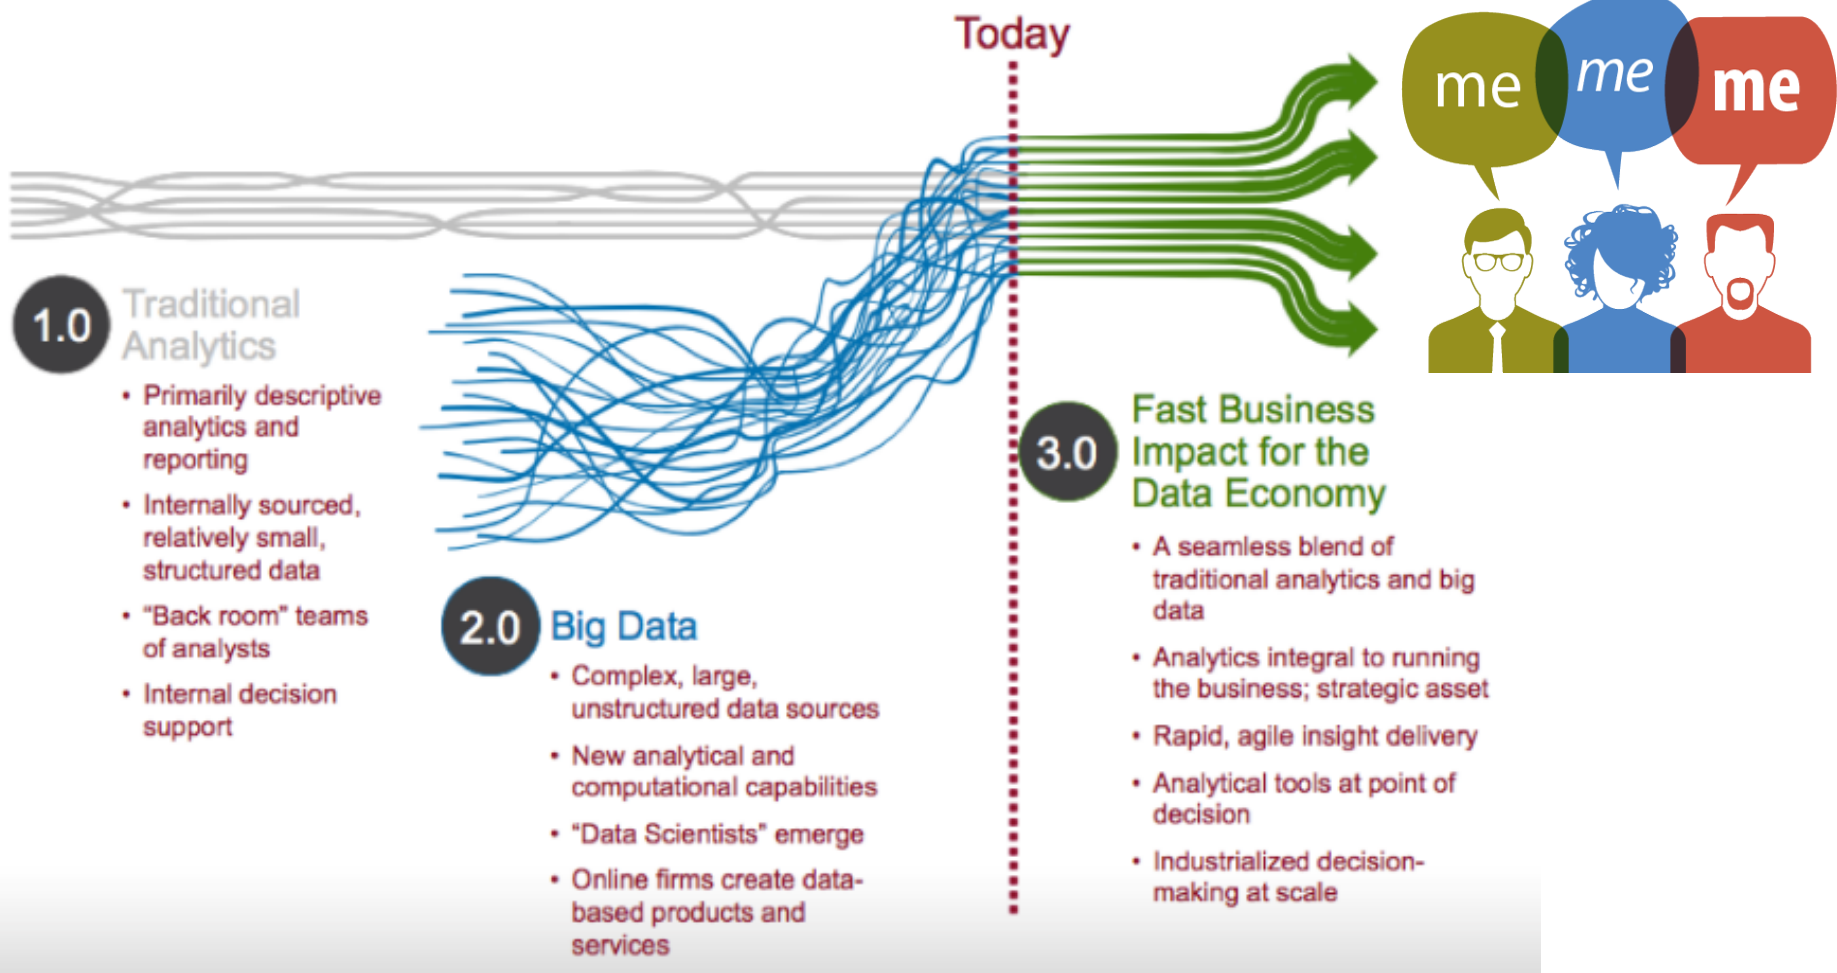 Today
me
me
me
1.0
Traditional
Analytics
• Primarily descriptive
analytics and
reporting
• Internally sourced,
relatively small,
structured data
• “Back room” teams
of analysts
• Internal decision
support
2.0
Big Data
• Complex, large,
unstructured data sources
• New analytical and
computational capabilities
• “Data Scientists” emerge
• Online firms create data-
based products and
services
3.0
Fast Business
Impact for the
Data Economy
• A seamless blend of
traditional analytics and big
data
• Analytics integral to running
the business; strategic asset
• Rapid, agile insight delivery
• Analytical tools at point of
decision
• Industrialized decision-
making at scale